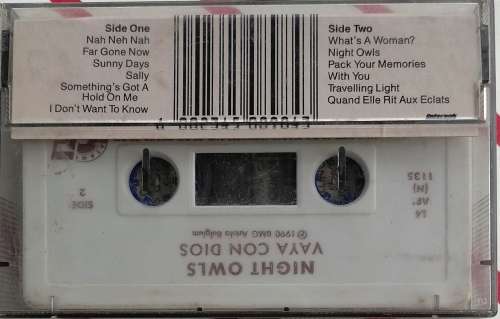 Side One
Nah Neh Nah
Far Gone Now
Sunny Days
Sally
Something's Got A
Hold On Me
I Don't Want To Know
Side Two
What's A Woman?
Night Owls
Pack Your Memories
With You
Travelling Light
Quand Elle Rit Aux Eclats
NIGHT OWLS
VAYA CON DIOS
℗ 1990 BMG Ariola Belgium
SIDE
2
(N)
1135